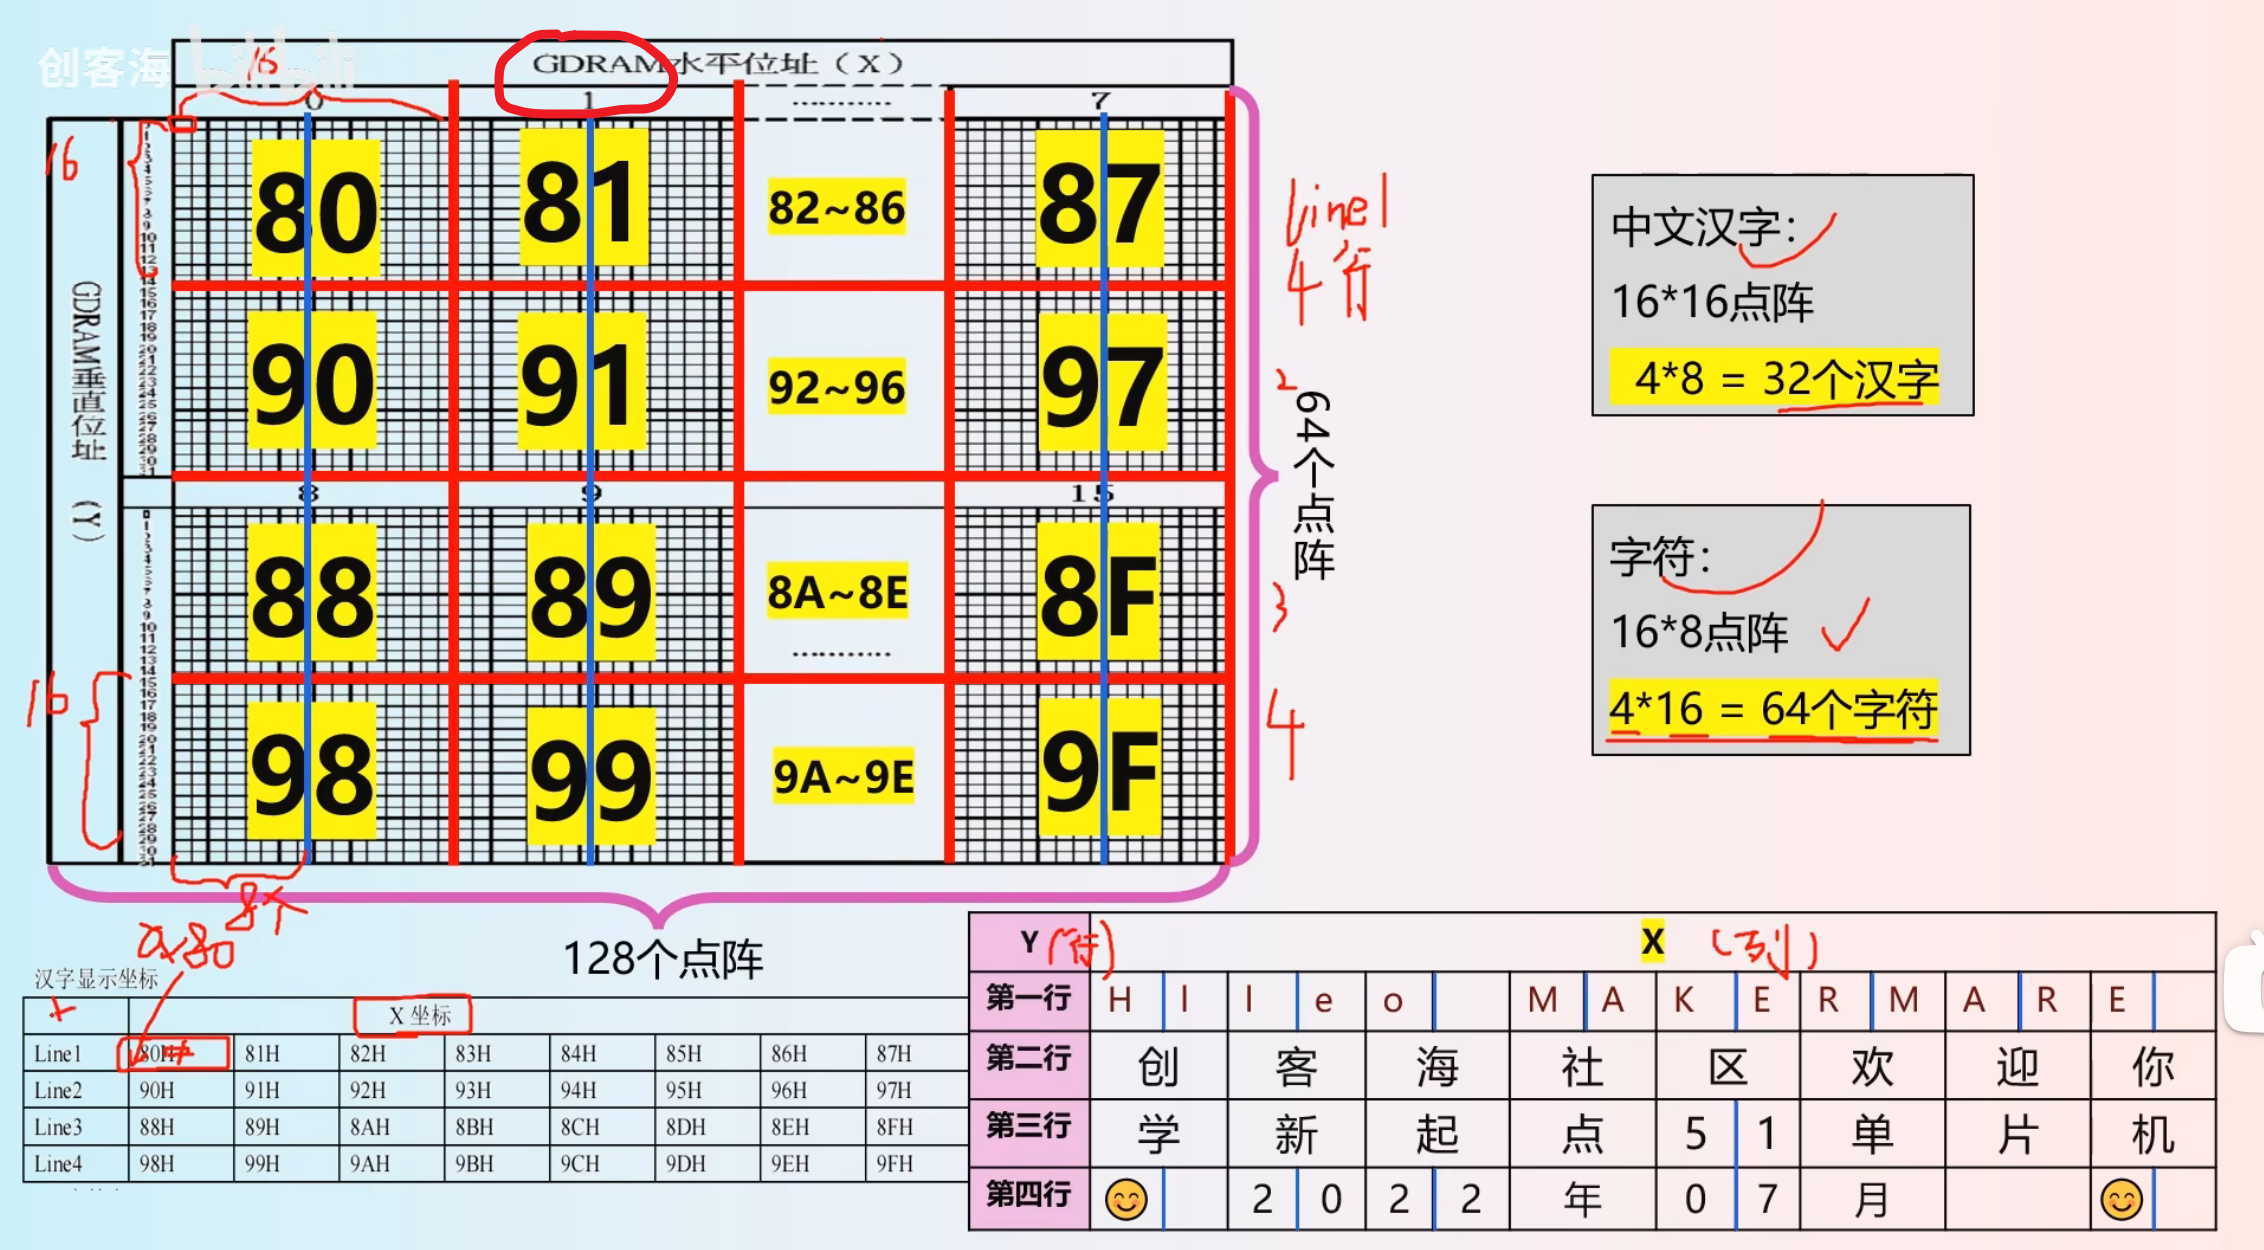 创客海
bilibili
16
GDRAM水平位址（X）
0 1 ........... 7
16
GDRAM垂直位址（Y）
80 81 82~86 87
90 91 92~96 97
8 9 15
88 89 8A~8E 8F
...........
98 99 9A~9E 9F
16
8个
128个点阵
64个点阵
line1
4行
2
3
4
中文汉字：
16*16点阵
4*8 = 32个汉字
字符：
16*8点阵
4*16 = 64个字符
0x80
汉字显示坐标
X 坐标
Line1 80H 81H 82H 83H 84H 85H 86H 87H
Line2 90H 91H 92H 93H 94H 95H 96H 97H
Line3 88H 89H 8AH 8BH 8CH 8DH 8EH 8FH
Line4 98H 99H 9AH 9BH 9CH 9DH 9EH 9FH
Y（行） X （列）
第一行 H l l e o M A K E R M A R E
第二行 创 客 海 社 区 欢 迎 你
第三行 学 新 起 点 5 1 单 片 机
第四行 😊 2 0 2 2 年 0 7 月 😊